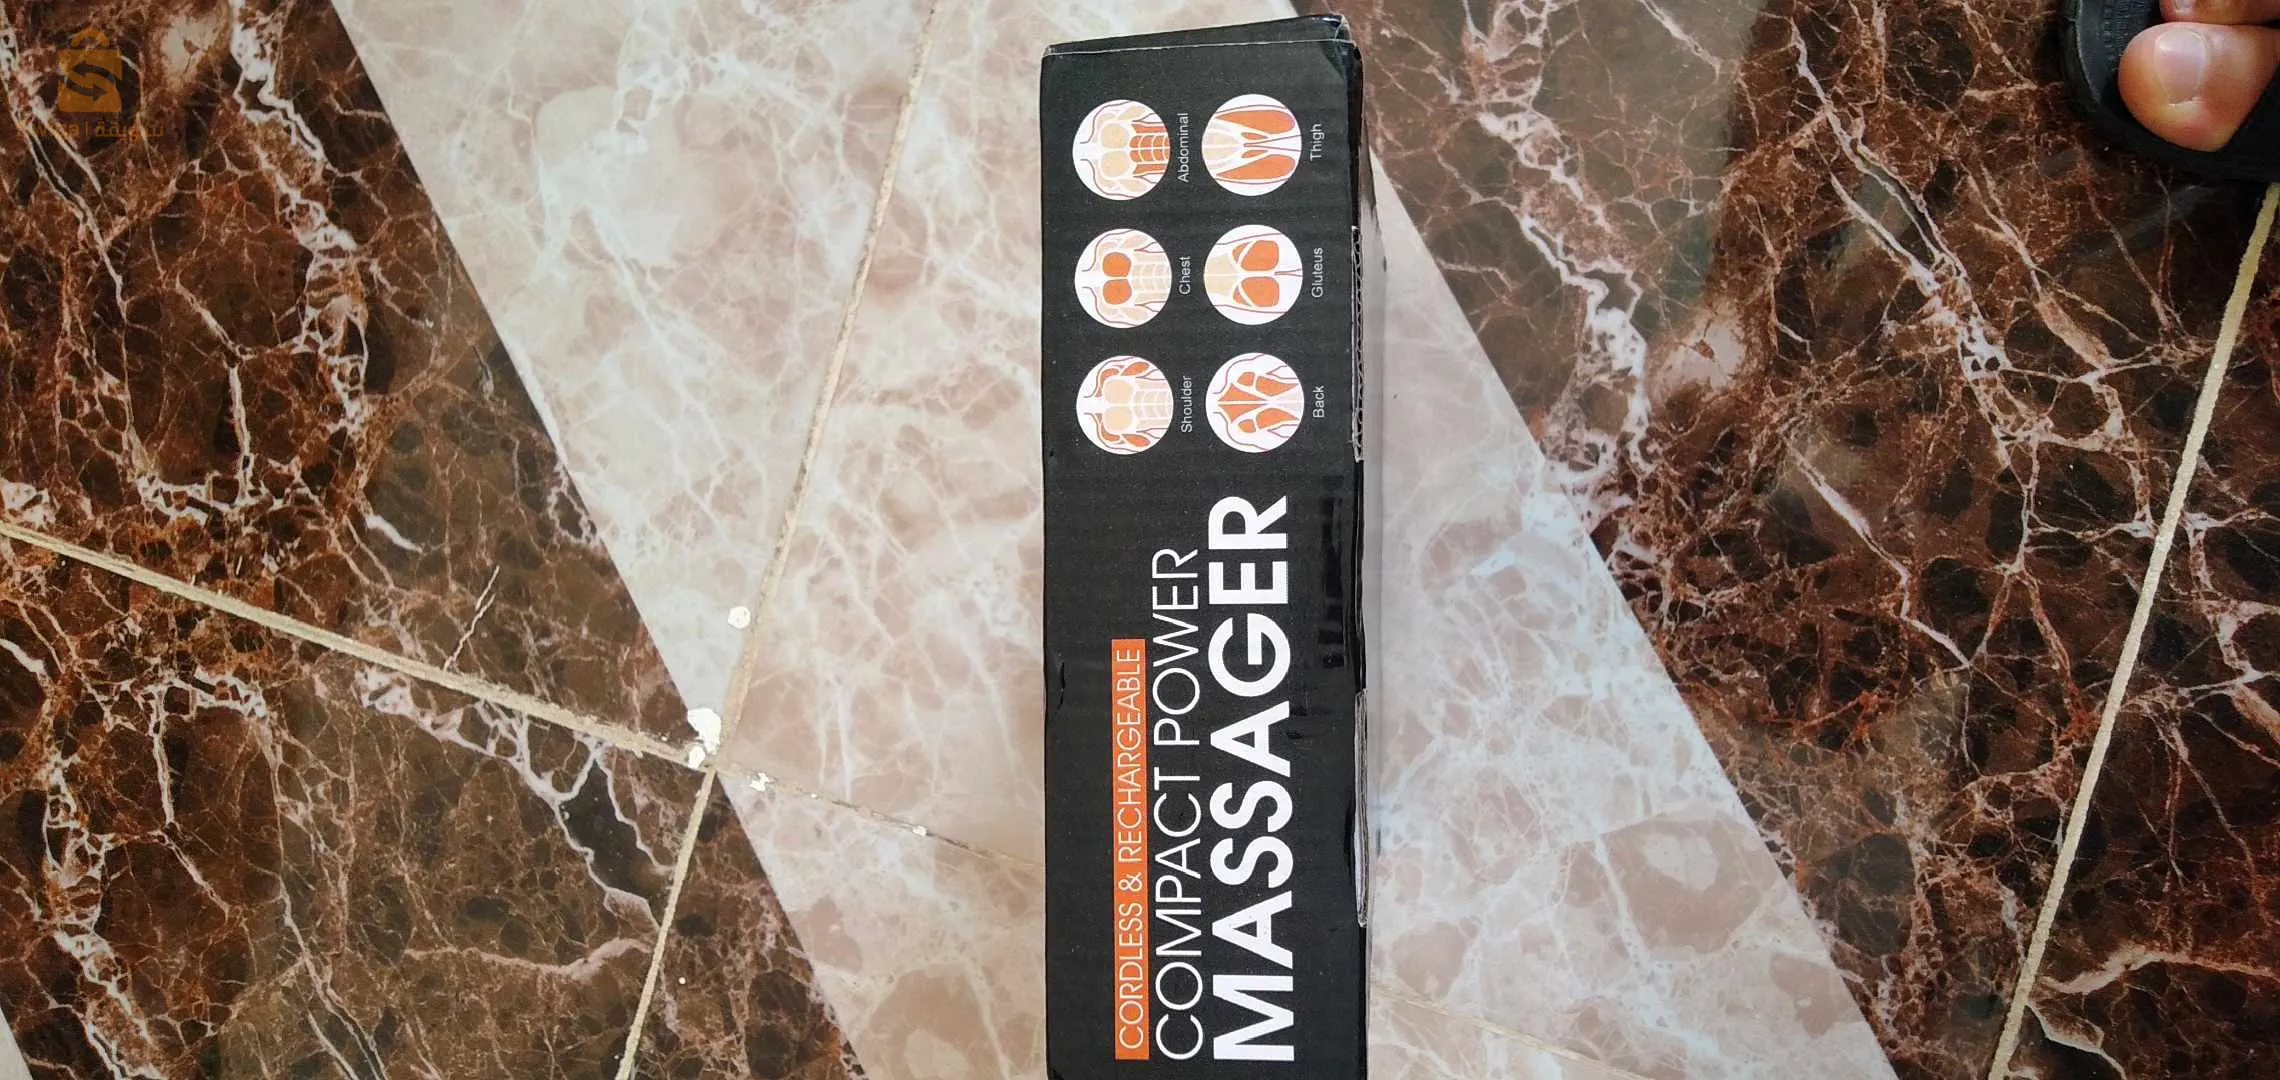 CORDLESS & RECHARGEABLE
COMPACT POWER
MASSAGER
Shoulder
Chest
Abdominal
Back
Gluteus
Thigh